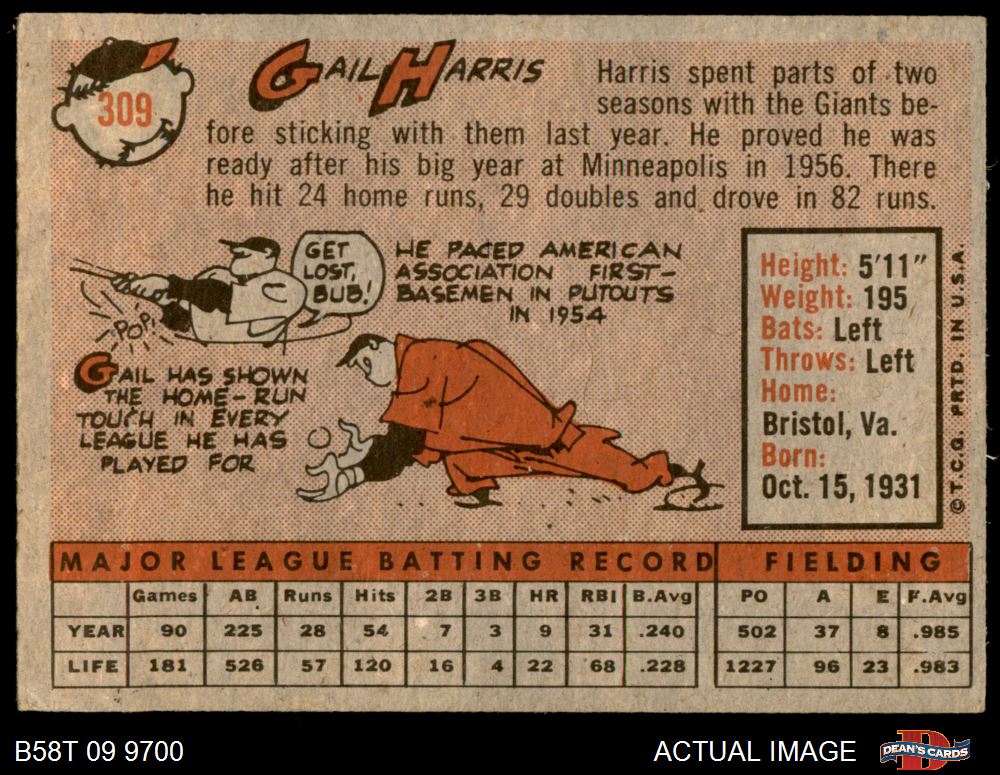 309
GAIL HARRIS
Harris spent parts of two
seasons with the Giants be-
fore sticking with them last year. He proved he was
ready after his big year at Minneapolis in 1956. There
he hit 24 home runs, 29 doubles and drove in 82 runs.
GET
LOST,
BUB!
POP!
HE PACED AMERICAN
ASSOCIATION FIRST-
BASEMEN IN PUTOUTS
IN 1954
GAIL HAS SHOWN
THE HOME-RUN
TOUCH IN EVERY
LEAGUE HE HAS
PLAYED FOR
Height: 5'11"
Weight: 195
Bats: Left
Throws: Left
Home:
Bristol, Va.
Born:
Oct. 15, 1931
© T.C.G. PRTD. IN U.S.A.
MAJOR LEAGUE BATTING RECORD FIELDING
Games AB Runs Hits 2B 3B HR RBI B.Avg PO A E F.Avg
YEAR 90 225 28 54 7 3 9 31 .240 502 37 8 .985
LIFE 181 526 57 120 16 4 22 68 .228 1227 96 23 .983
B58T 09 9700 ACTUAL IMAGE DEAN'S CARDS